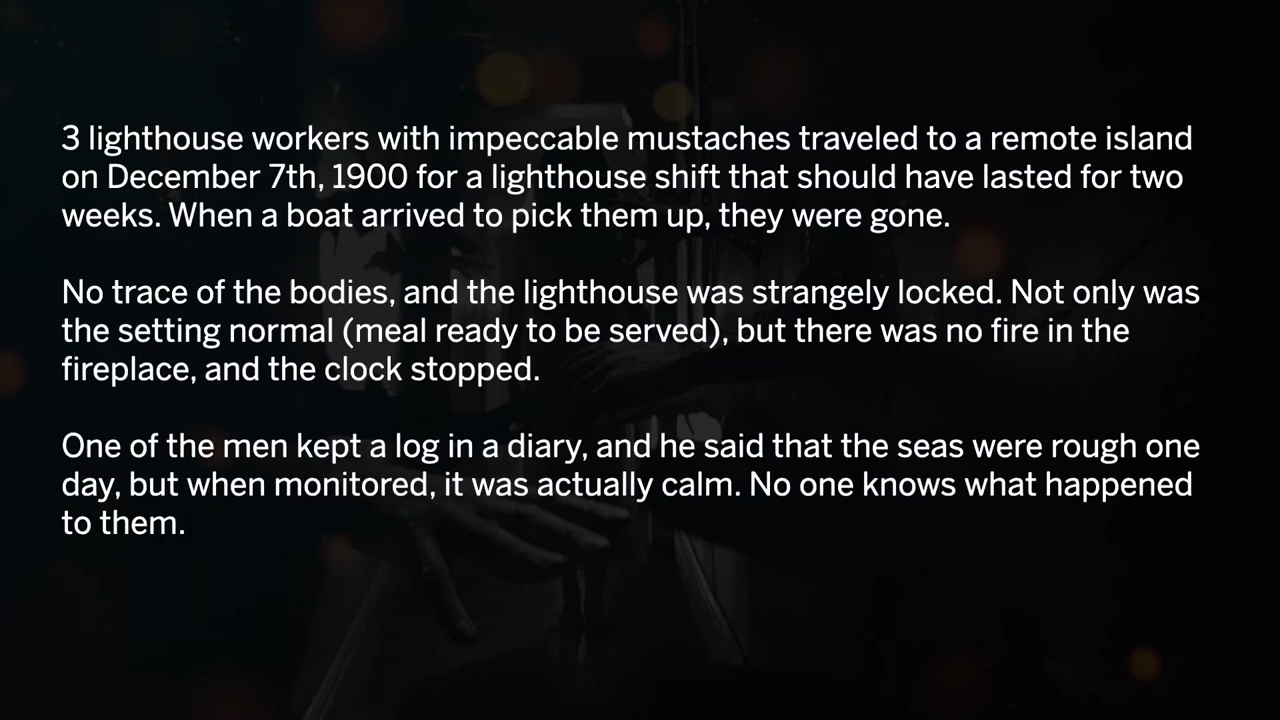 3 lighthouse workers with impeccable mustaches traveled to a remote island
on December 7th, 1900 for a lighthouse shift that should have lasted for two
weeks. When a boat arrived to pick them up, they were gone.
No trace of the bodies, and the lighthouse was strangely locked. Not only was
the setting normal (meal ready to be served), but there was no fire in the
fireplace, and the clock stopped.
One of the men kept a log in a diary, and he said that the seas were rough one
day, but when monitored, it was actually calm. No one knows what happened
to them.